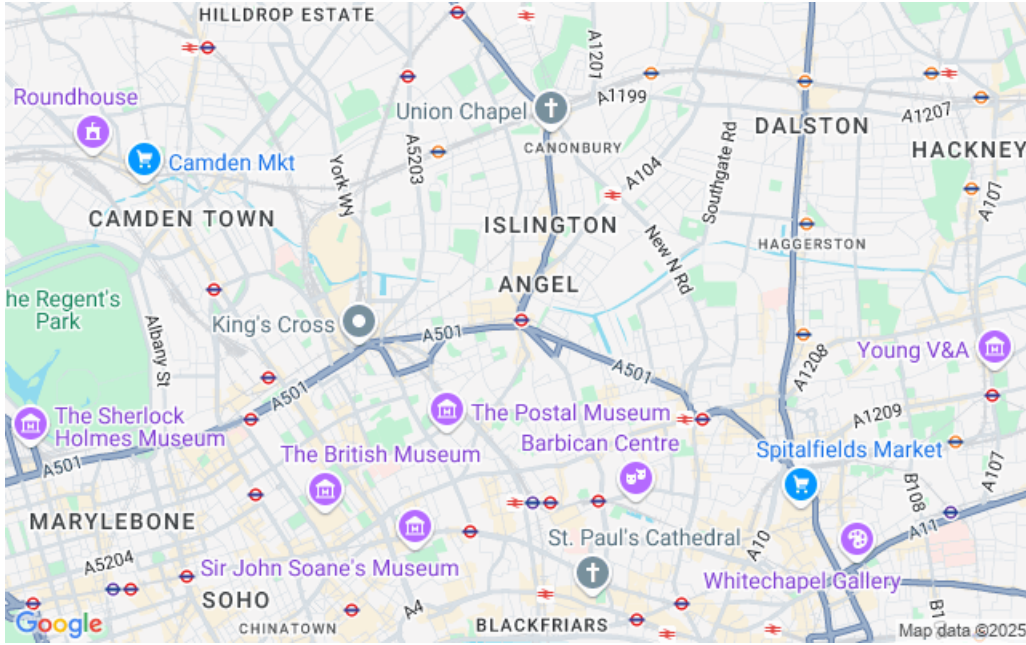 HILLDROP ESTATE
A1201
Roundhouse
Union Chapel
A1199
DALSTON
A1207
CANONBURY
HACKNEY
Camden Mkt
York Wy
A5203
A104
Southgate Rd
A107
CAMDEN TOWN
ISLINGTON
New N Rd
HAGGERSTON
ANGEL
he Regent's
Park
Albany St
King's Cross
A501
A501
A1208
Young V&A
A501
The Sherlock
Holmes Museum
The Postal Museum
A1209
Barbican Centre
The British Museum
Spitalfields Market
A501
A107
B108
MARYLEBONE
A11
St. Paul's Cathedral
A10
A5204
Sir John Soane's Museum
Whitechapel Gallery
SOHO
A4
Google
CHINATOWN
BLACKFRIARS
Map data ©2025